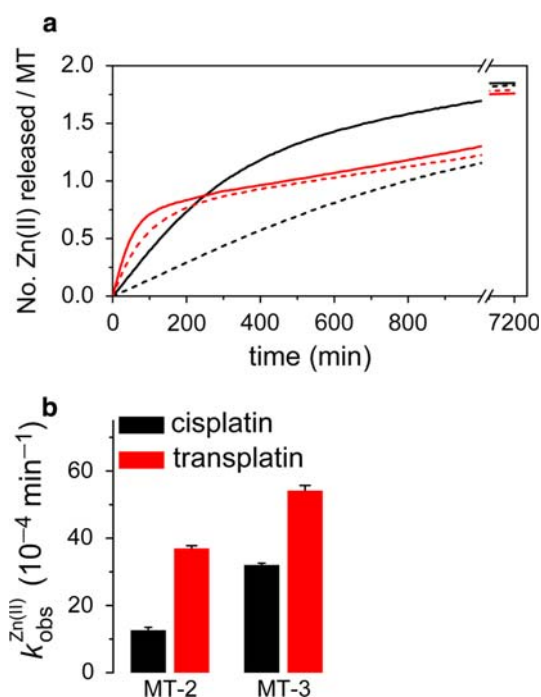 a
No. Zn(II) released / MT
2.0
1.5
1.0
0.5
0.0
0 200 400 600 800 7200
time (min)
b
cisplatin
transplatin
k obs Zn(II) (10⁻⁴ min⁻¹)
60
40
20
0
MT-2 MT-3